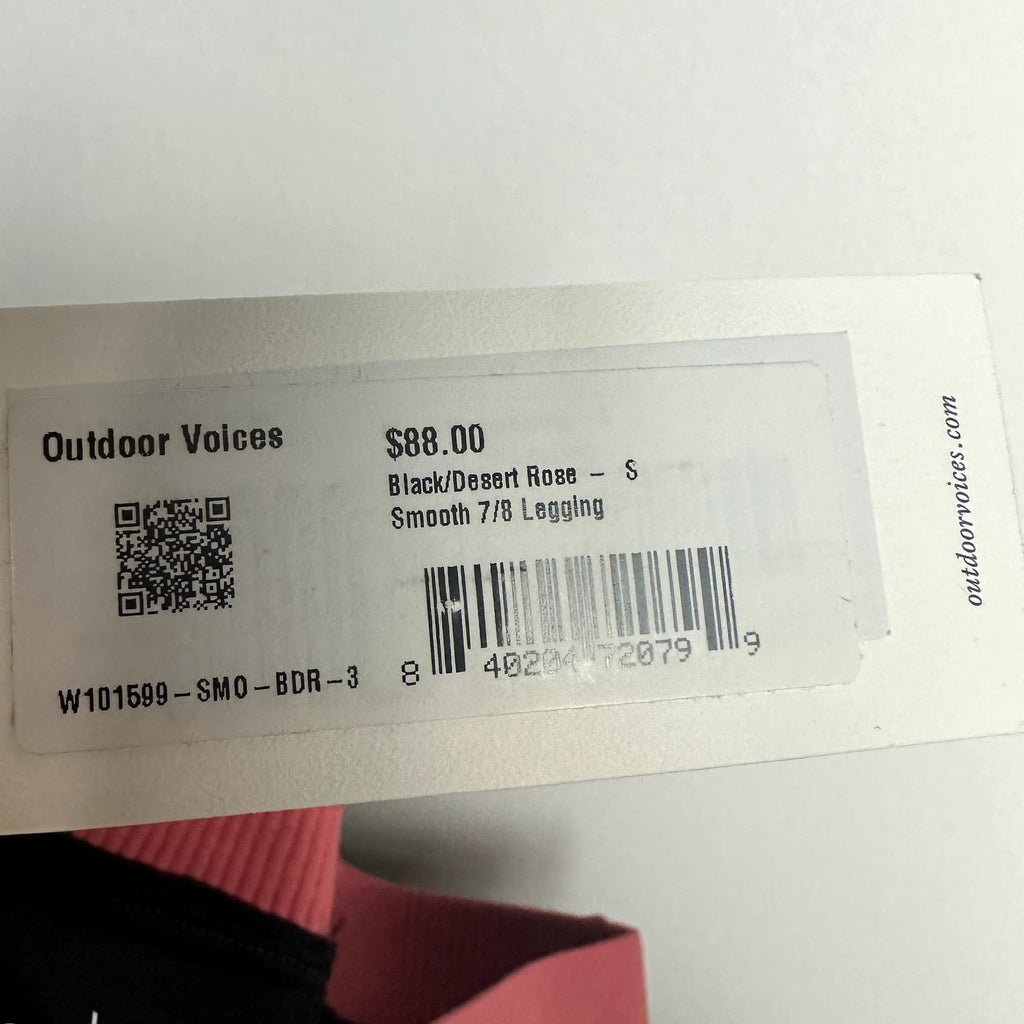 Outdoor Voices
$88.00
Black/Desert Rose - S
Smooth 7/8 Legging
8 40204 72079 9
W101599-SMO-BDR-3
outdoorvoices.com